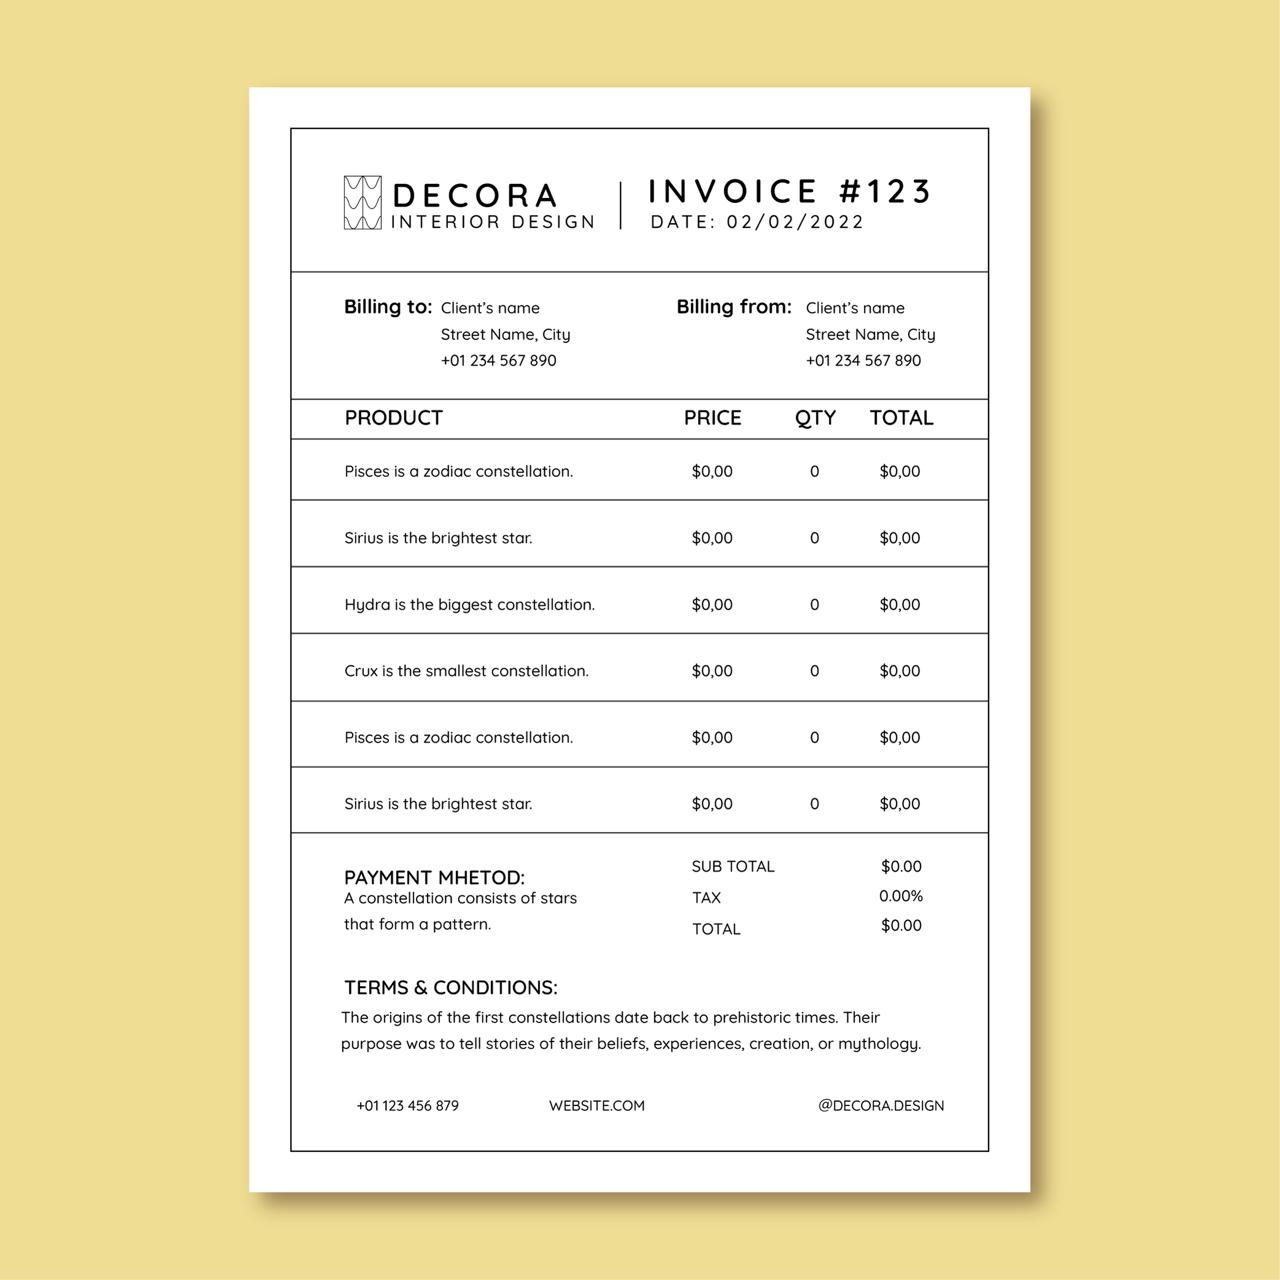 DECORA
INTERIOR DESIGN
INVOICE #123
DATE: 02/02/2022
Billing to: Client's name
Street Name, City
+01 234 567 890
Billing from: Client's name
Street Name, City
+01 234 567 890
PRODUCT PRICE QTY TOTAL
Pisces is a zodiac constellation. $0,00 0 $0,00
Sirius is the brightest star. $0,00 0 $0,00
Hydra is the biggest constellation. $0,00 0 $0,00
Crux is the smallest constellation. $0,00 0 $0,00
Pisces is a zodiac constellation. $0,00 0 $0,00
Sirius is the brightest star. $0,00 0 $0,00
PAYMENT MHETOD:
A constellation consists of stars
that form a pattern.
SUB TOTAL $0.00
TAX 0.00%
TOTAL $0.00
TERMS & CONDITIONS:
The origins of the first constellations date back to prehistoric times. Their
purpose was to tell stories of their beliefs, experiences, creation, or mythology.
+01 123 456 879 WEBSITE.COM @DECORA.DESIGN